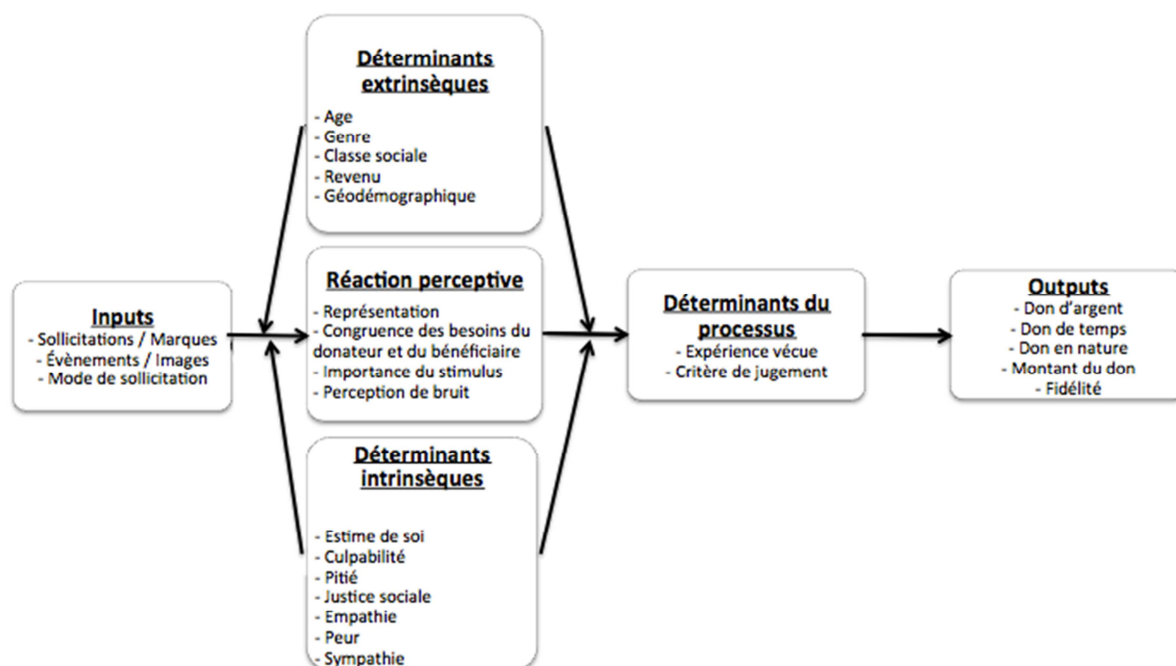 Déterminants
extrinsèques
- Age
- Genre
- Classe sociale
- Revenu
- Géodémographique
Inputs
- Sollicitations / Marques
- Évènements / Images
- Mode de sollicitation
Réaction perceptive
- Représentation
- Congruence des besoins du
donateur et du bénéficiaire
- Importance du stimulus
- Perception de bruit
Déterminants du
processus
- Expérience vécue
- Critère de jugement
Outputs
- Don d'argent
- Don de temps
- Don en nature
- Montant du don
- Fidélité
Déterminants
intrinsèques
- Estime de soi
- Culpabilité
- Pitié
- Justice sociale
- Empathie
- Peur
- Sympathie